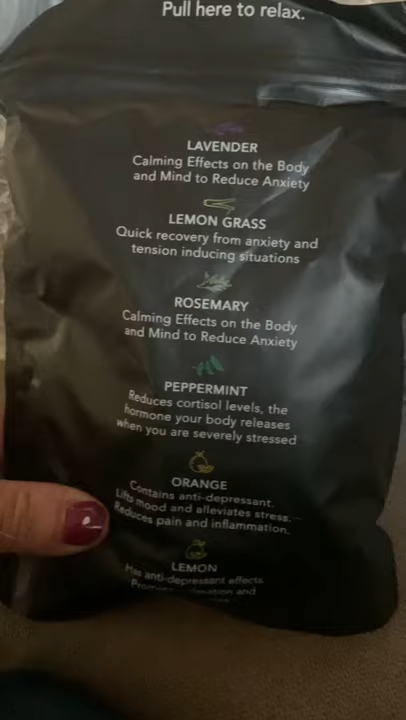 Pull here to relax.
LAVENDER
Calming Effects on the Body
and Mind to Reduce Anxiety
LEMON GRASS
Quick recovery from anxiety and
tension inducing situations
ROSEMARY
Calming Effects on the Body
and Mind to Reduce Anxiety
PEPPERMINT
Reduces cortisol levels, the
hormone your body releases
when you are severely stressed
ORANGE
Contains anti-depressant.
Lifts mood and alleviates stress.
Reduces pain and inflammation.
LEMON
Has anti-depressant effects
and